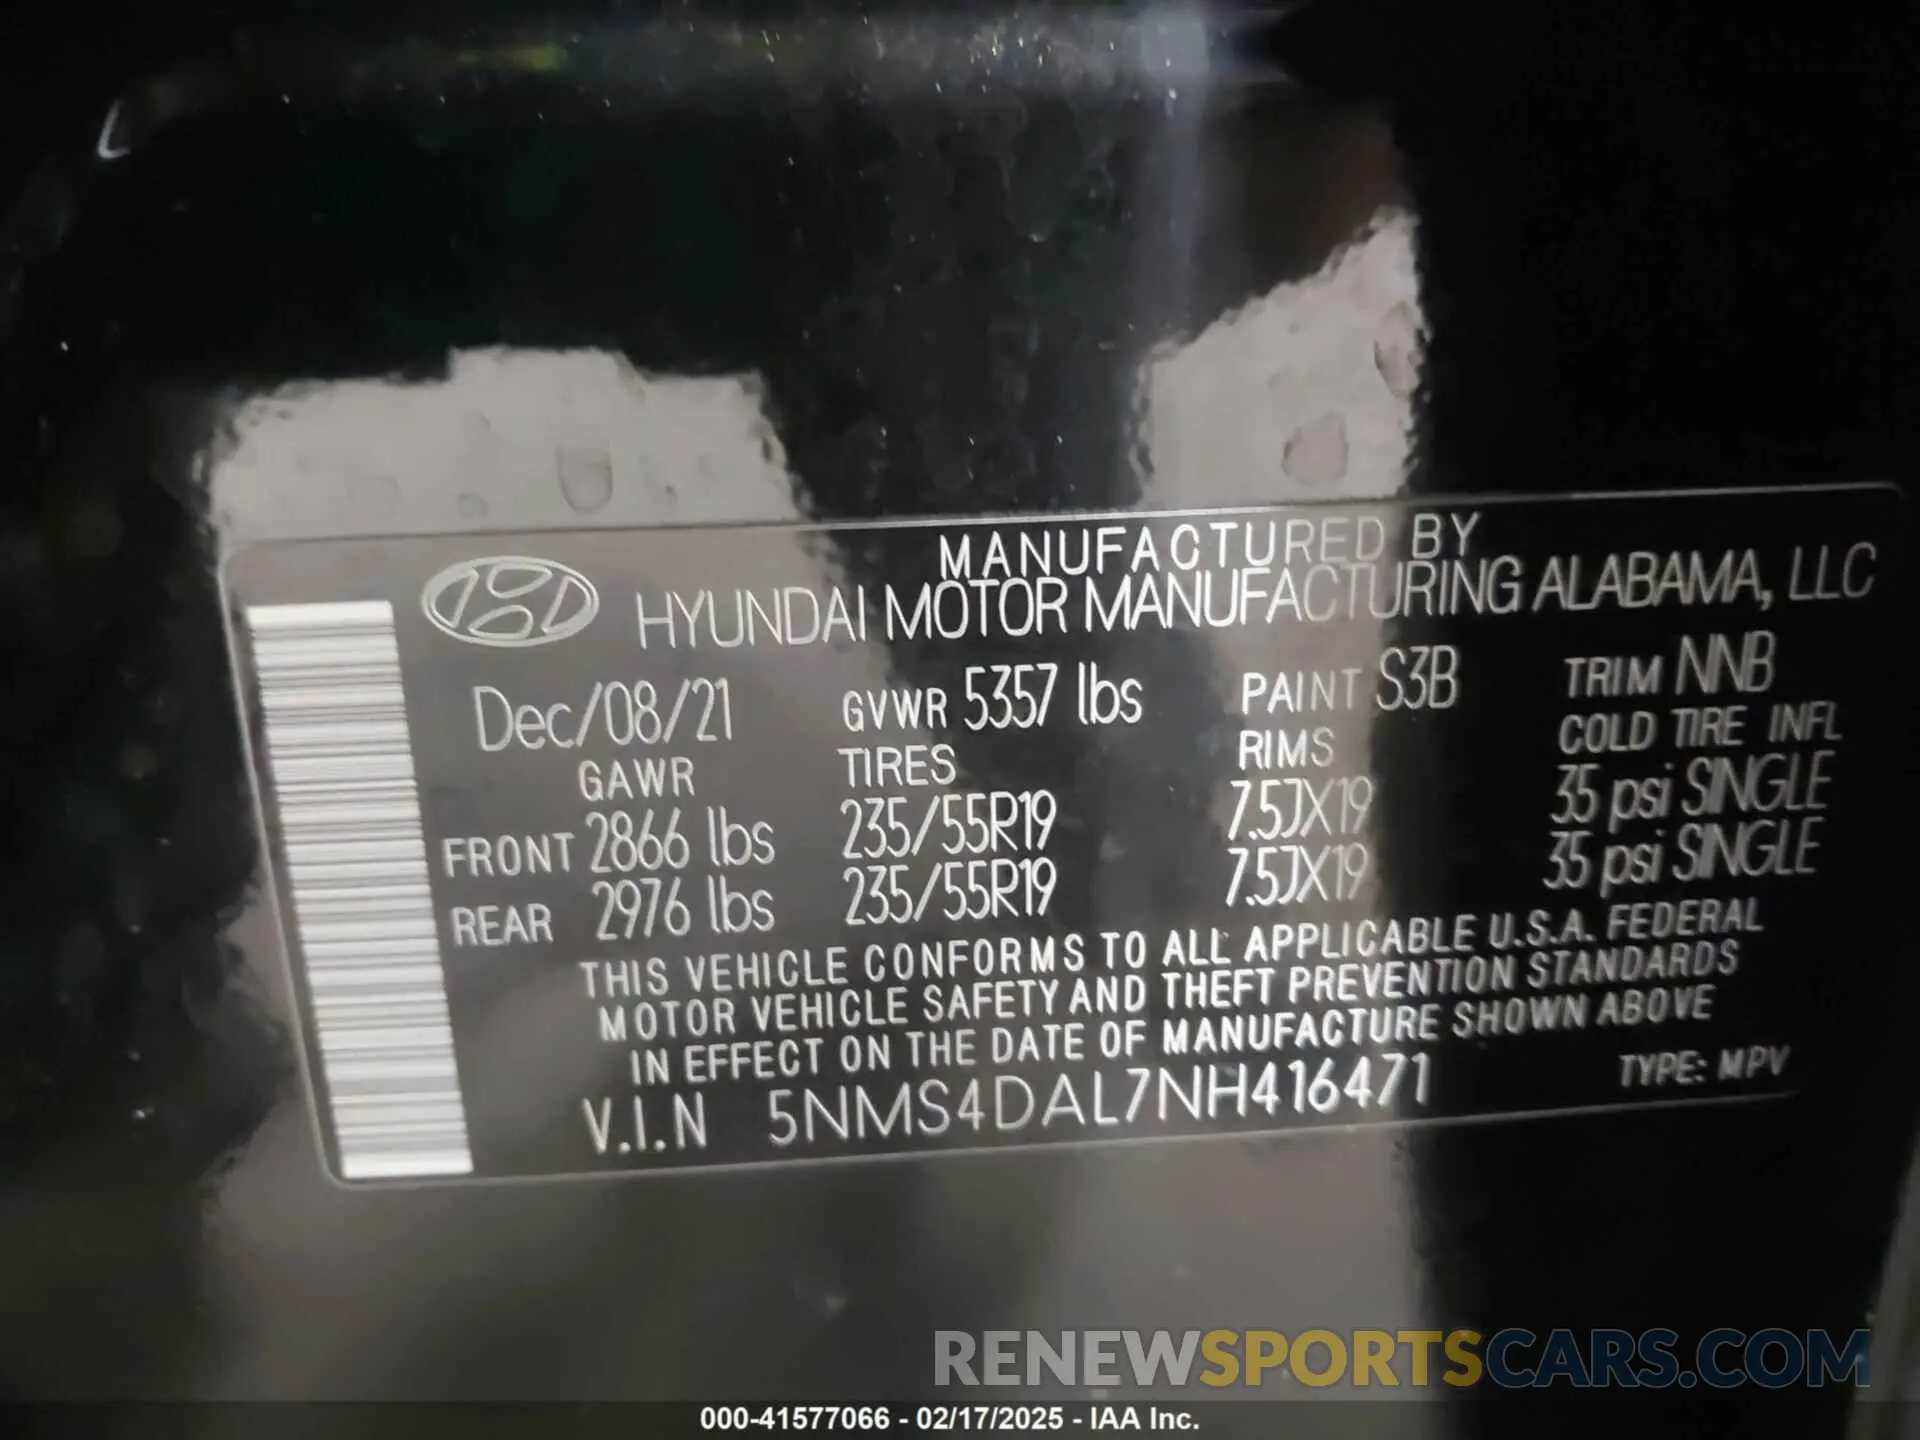 MANUFACTURED BY
HYUNDAI MOTOR MANUFACTURING ALABAMA, LLC
Dec/08/21 GVWR 5357 lbs PAINT S3B TRIM NNB
GAWR TIRES RIMS COLD TIRE INFL
FRONT 2866 lbs 235/55R19 7.5JX19 35 psi SINGLE
REAR 2976 lbs 235/55R19 7.5JX19 35 psi SINGLE
THIS VEHICLE CONFORMS TO ALL APPLICABLE U.S.A. FEDERAL
MOTOR VEHICLE SAFETY AND THEFT PREVENTION STANDARDS
IN EFFECT ON THE DATE OF MANUFACTURE SHOWN ABOVE
V.I.N 5NMS4DAL7NH416471 TYPE: MPV
RENEWSPORTSCARS.COM
000-41577066 - 02/17/2025 - IAA Inc.